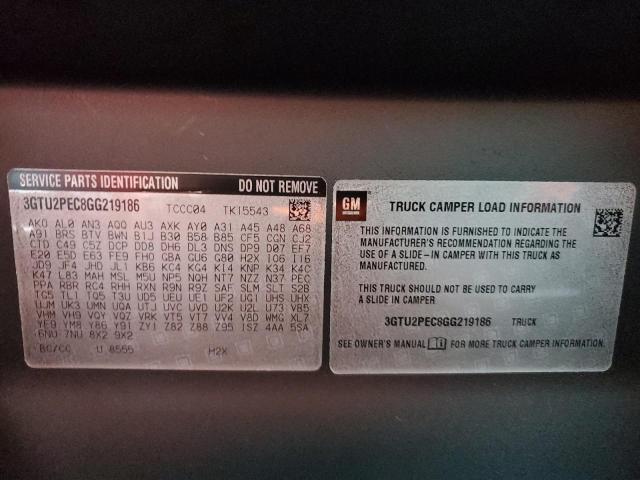 SERVICE PARTS IDENTIFICATION DO NOT REMOVE
3GTU2PEC8GG219186 TCCC04 TKI5543
AKO AL0 AN3 AQQ AU3 AXK AY0 A31 A45 A48 A68
A91 BRS BTV BWN B1J B30 B58 B85 CF5 CGN CJ2
CTD C49 C5Z DCP DD8 DH6 DL3 DNS DP9 D07 EF7
E20 E5D E63 FE9 FHO VBA GU6 G80 H2X IO6 I16
JD9 JF4 JHD JL1 KB6 KC4 KG4 KI4 KNP K34 K4C
K47 L83 MAH MSL M5U NP5 NQH NT7 NZZ N37 PEC
PPA RBR RC4 RHH RXN R9N R9Z SAF SLM SLT S2B
TC5 TL1 TQ5 T3U UD5 UEU UE1 UF2 UG1 UHS UHX
UJM UK3 UMN UQA UTJ UVC UVD U2K U2L U73 V8S
VHM VH9 VQY VQZ VRK VT5 VT7 VV4 V8D WMG XL7
YE9 YM8 Y86 Y91 ZY1 Z82 Z88 Z95 1SZ 4AA 5SA
6NU 7NU 8X2 9X2
BC/CC U 8555 H2X
GM
TRUCK CAMPER LOAD INFORMATION
THIS INFORMATION IS FURNISHED TO INDICATE THE
MANUFACTURER'S RECOMMENDATION REGARDING THE
USE OF A SLIDE-IN CAMPER WITH THIS TRUCK AS
MANUFACTURED.
THIS TRUCK SHOULD NOT BE USED TO CARRY
A SLIDE IN CAMPER
3GTU2PEC8GG219186 TRUCK
SEE OWNER'S MANUAL FOR MORE TRUCK CAMPER INFORMATION.